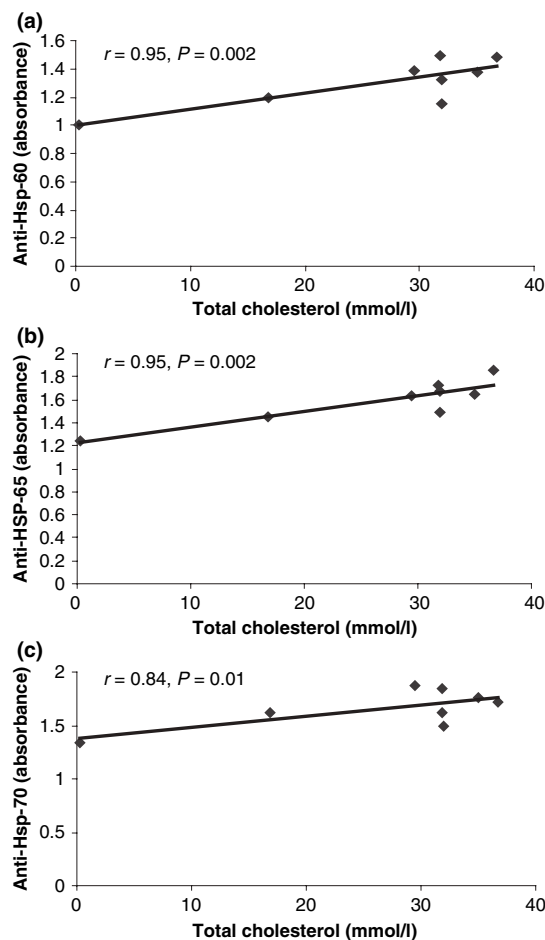 (a)
r = 0.95, P = 0.002
Anti-Hsp-60 (absorbance)
1.6
1.4
1.2
1
0.8
0.6
0.4
0.2
0
0 10 20 30 40
Total cholesterol (mmol/l)
(b)
r = 0.95, P = 0.002
Anti-HSP-65 (absorbance)
2
1.8
1.6
1.4
1.2
1
0.8
0.6
0.4
0.2
0
0 10 20 30 40
Total cholesterol (mmol/l)
(c)
r = 0.84, P = 0.01
Anti-Hsp-70 (absorbance)
2
1.5
1
0.5
0
0 10 20 30 40
Total cholesterol (mmol/l)